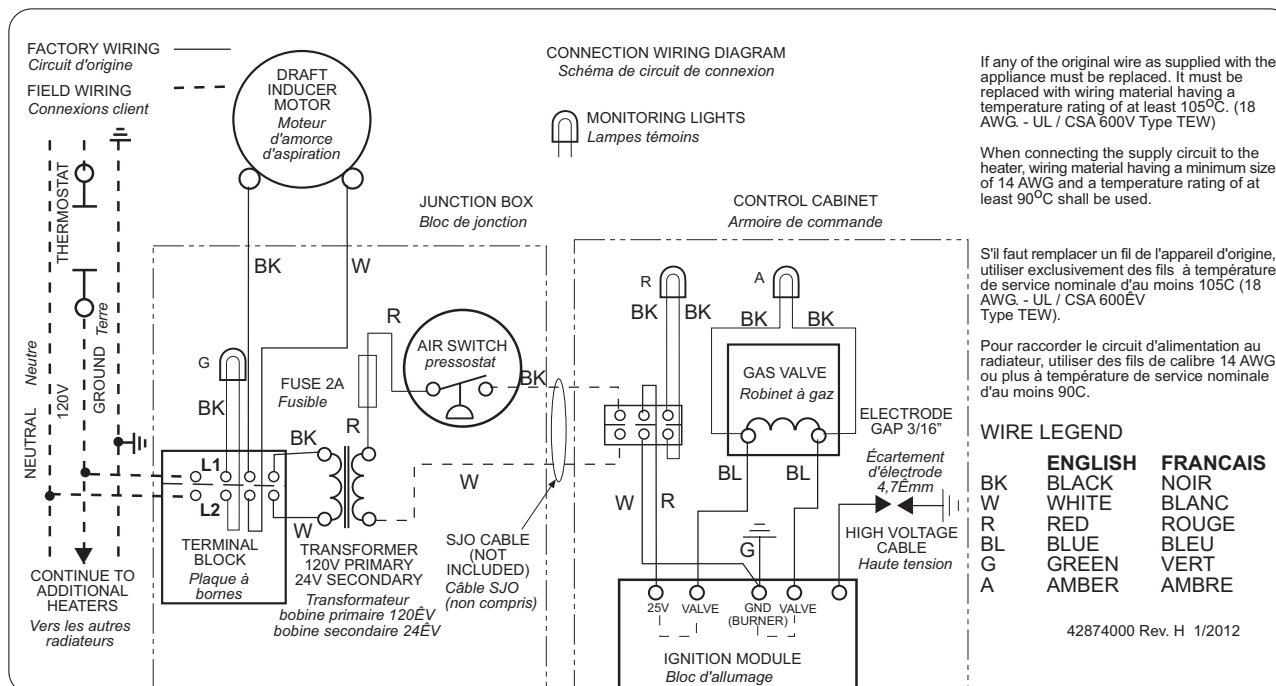 FACTORY WIRING
Circuit d'origine
FIELD WIRING
Connexions client
DRAFT
INDUCER
MOTOR
Moteur
d'amorce
d'aspiration
CONNECTION WIRING DIAGRAM
Schéma de circuit de connexion
MONITORING LIGHTS
Lampes témoins
JUNCTION BOX
Bloc de jonction
CONTROL CABINET
Armoire de commande
THERMOSTAT
NEUTRAL Neutre
120V
GROUND Terre
BK
W
R
G
BK
FUSE 2A
Fusible
AIR SWITCH
pressostat
BK
BK
R
L1
L2
W
W
TERMINAL
BLOCK
Plaque à
bornes
TRANSFORMER
120V PRIMARY
24V SECONDARY
Transformateur
bobine primaire 120ÊV
bobine secondaire 24ÊV
SJO CABLE
(NOT
INCLUDED)
Câble SJO
(non compris)
CONTINUE TO
ADDITIONAL
HEATERS
Vers les autres
radiateurs
R
BK BK
A
BK BK
GAS VALVE
Robinet à gaz
ELECTRODE
GAP 3/16”
Écartement
d'électrode
4,7Êmm
BL BL
W R
G
HIGH VOLTAGE
CABLE
Haute tension
25V VALVE GND VALVE
(BURNER)
IGNITION MODULE
Bloc d'allumage
If any of the original wire as supplied with the
appliance must be replaced. It must be
replaced with wiring material having a
temperature rating of at least 105°C. (18
AWG. - UL / CSA 600V Type TEW)
When connecting the supply circuit to the
heater, wiring material having a minimum size
of 14 AWG and a temperature rating of at
least 90°C shall be used.
S'il faut remplacer un fil de l'appareil d'origine,
utiliser exclusivement des fils à température
de service nominale d'au moins 105C (18
AWG. - UL / CSA 600ÊV
Type TEW).
Pour raccorder le circuit d'alimentation au
radiateur, utiliser des fils de calibre 14 AWG
ou plus à température de service nominale
d'au moins 90C.
WIRE LEGEND
ENGLISH FRANCAIS
BK BLACK NOIR
W WHITE BLANC
R RED ROUGE
BL BLUE BLEU
G GREEN VERT
A AMBER AMBRE
42874000 Rev. H 1/2012